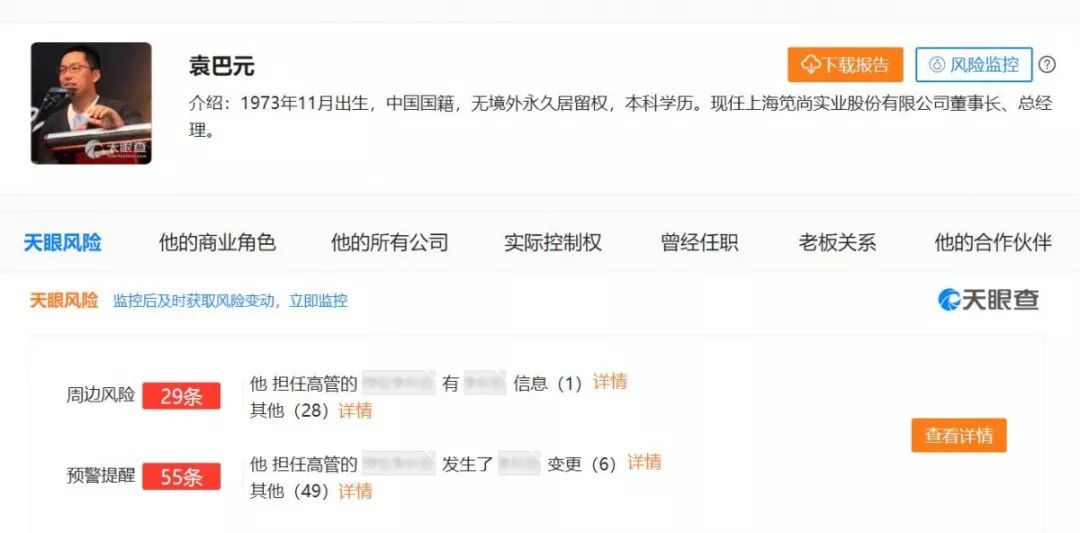 袁巴元
下载报告
风险监控
?
介绍：1973年11月出生，中国国籍，无境外永久居留权，本科学历。现任上海笕尚实业股份有限公司董事长、总经
理。
天眼查
天眼风险 他的商业角色 他的所有公司 实际控制权 曾经任职 老板关系 他的合作伙伴
天眼风险 监控后及时获取风险变动，立即监控
天眼查
周边风险 29条
他 担任高管的 有 信息（1） 详情
其他（28） 详情
查看详情
预警提醒 55条
他 担任高管的 发生了 变更（6） 详情
其他（49） 详情